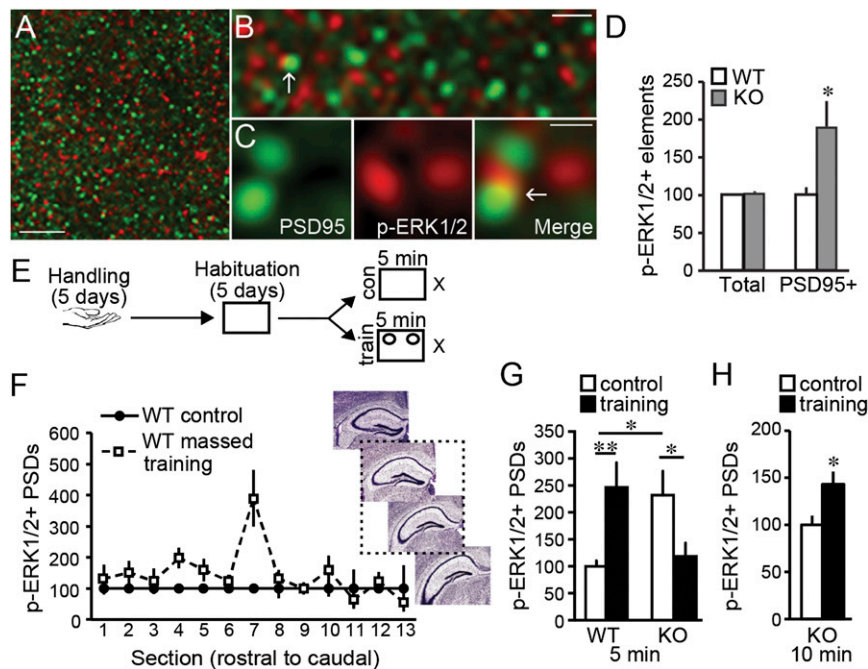 A
B
C
PSD95
p-ERK1/2
Merge
D
WT
KO
p-ERK1/2+ elements
250
200
150
100
50
0
*
Total PSD95+
E
Handling
(5 days)
Habituation
(5 days)
5 min
con
X
5 min
train
X
F
WT control
WT massed
training
p-ERK1/2+ PSDs
600
500
400
300
200
100
0
1 2 3 4 5 6 7 8 9 10 11 12 13
Section (rostral to caudal)
G
control
training
p-ERK1/2+ PSDs
350
300
250
200
150
100
50
0
**
*
*
WT KO
5 min
H
control
training
p-ERK1/2+ PSDs
200
150
100
50
0
*
KO
10 min